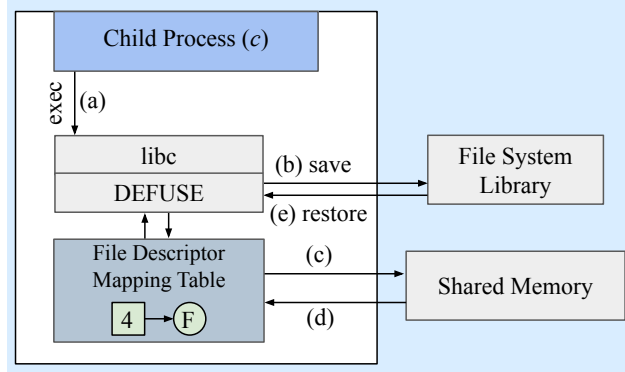 Child Process (c)
exec
(a)
libc
DEFUSE
(b) save
(e) restore
File System
Library
File Descriptor
Mapping Table
4
F
(c)
(d)
Shared Memory